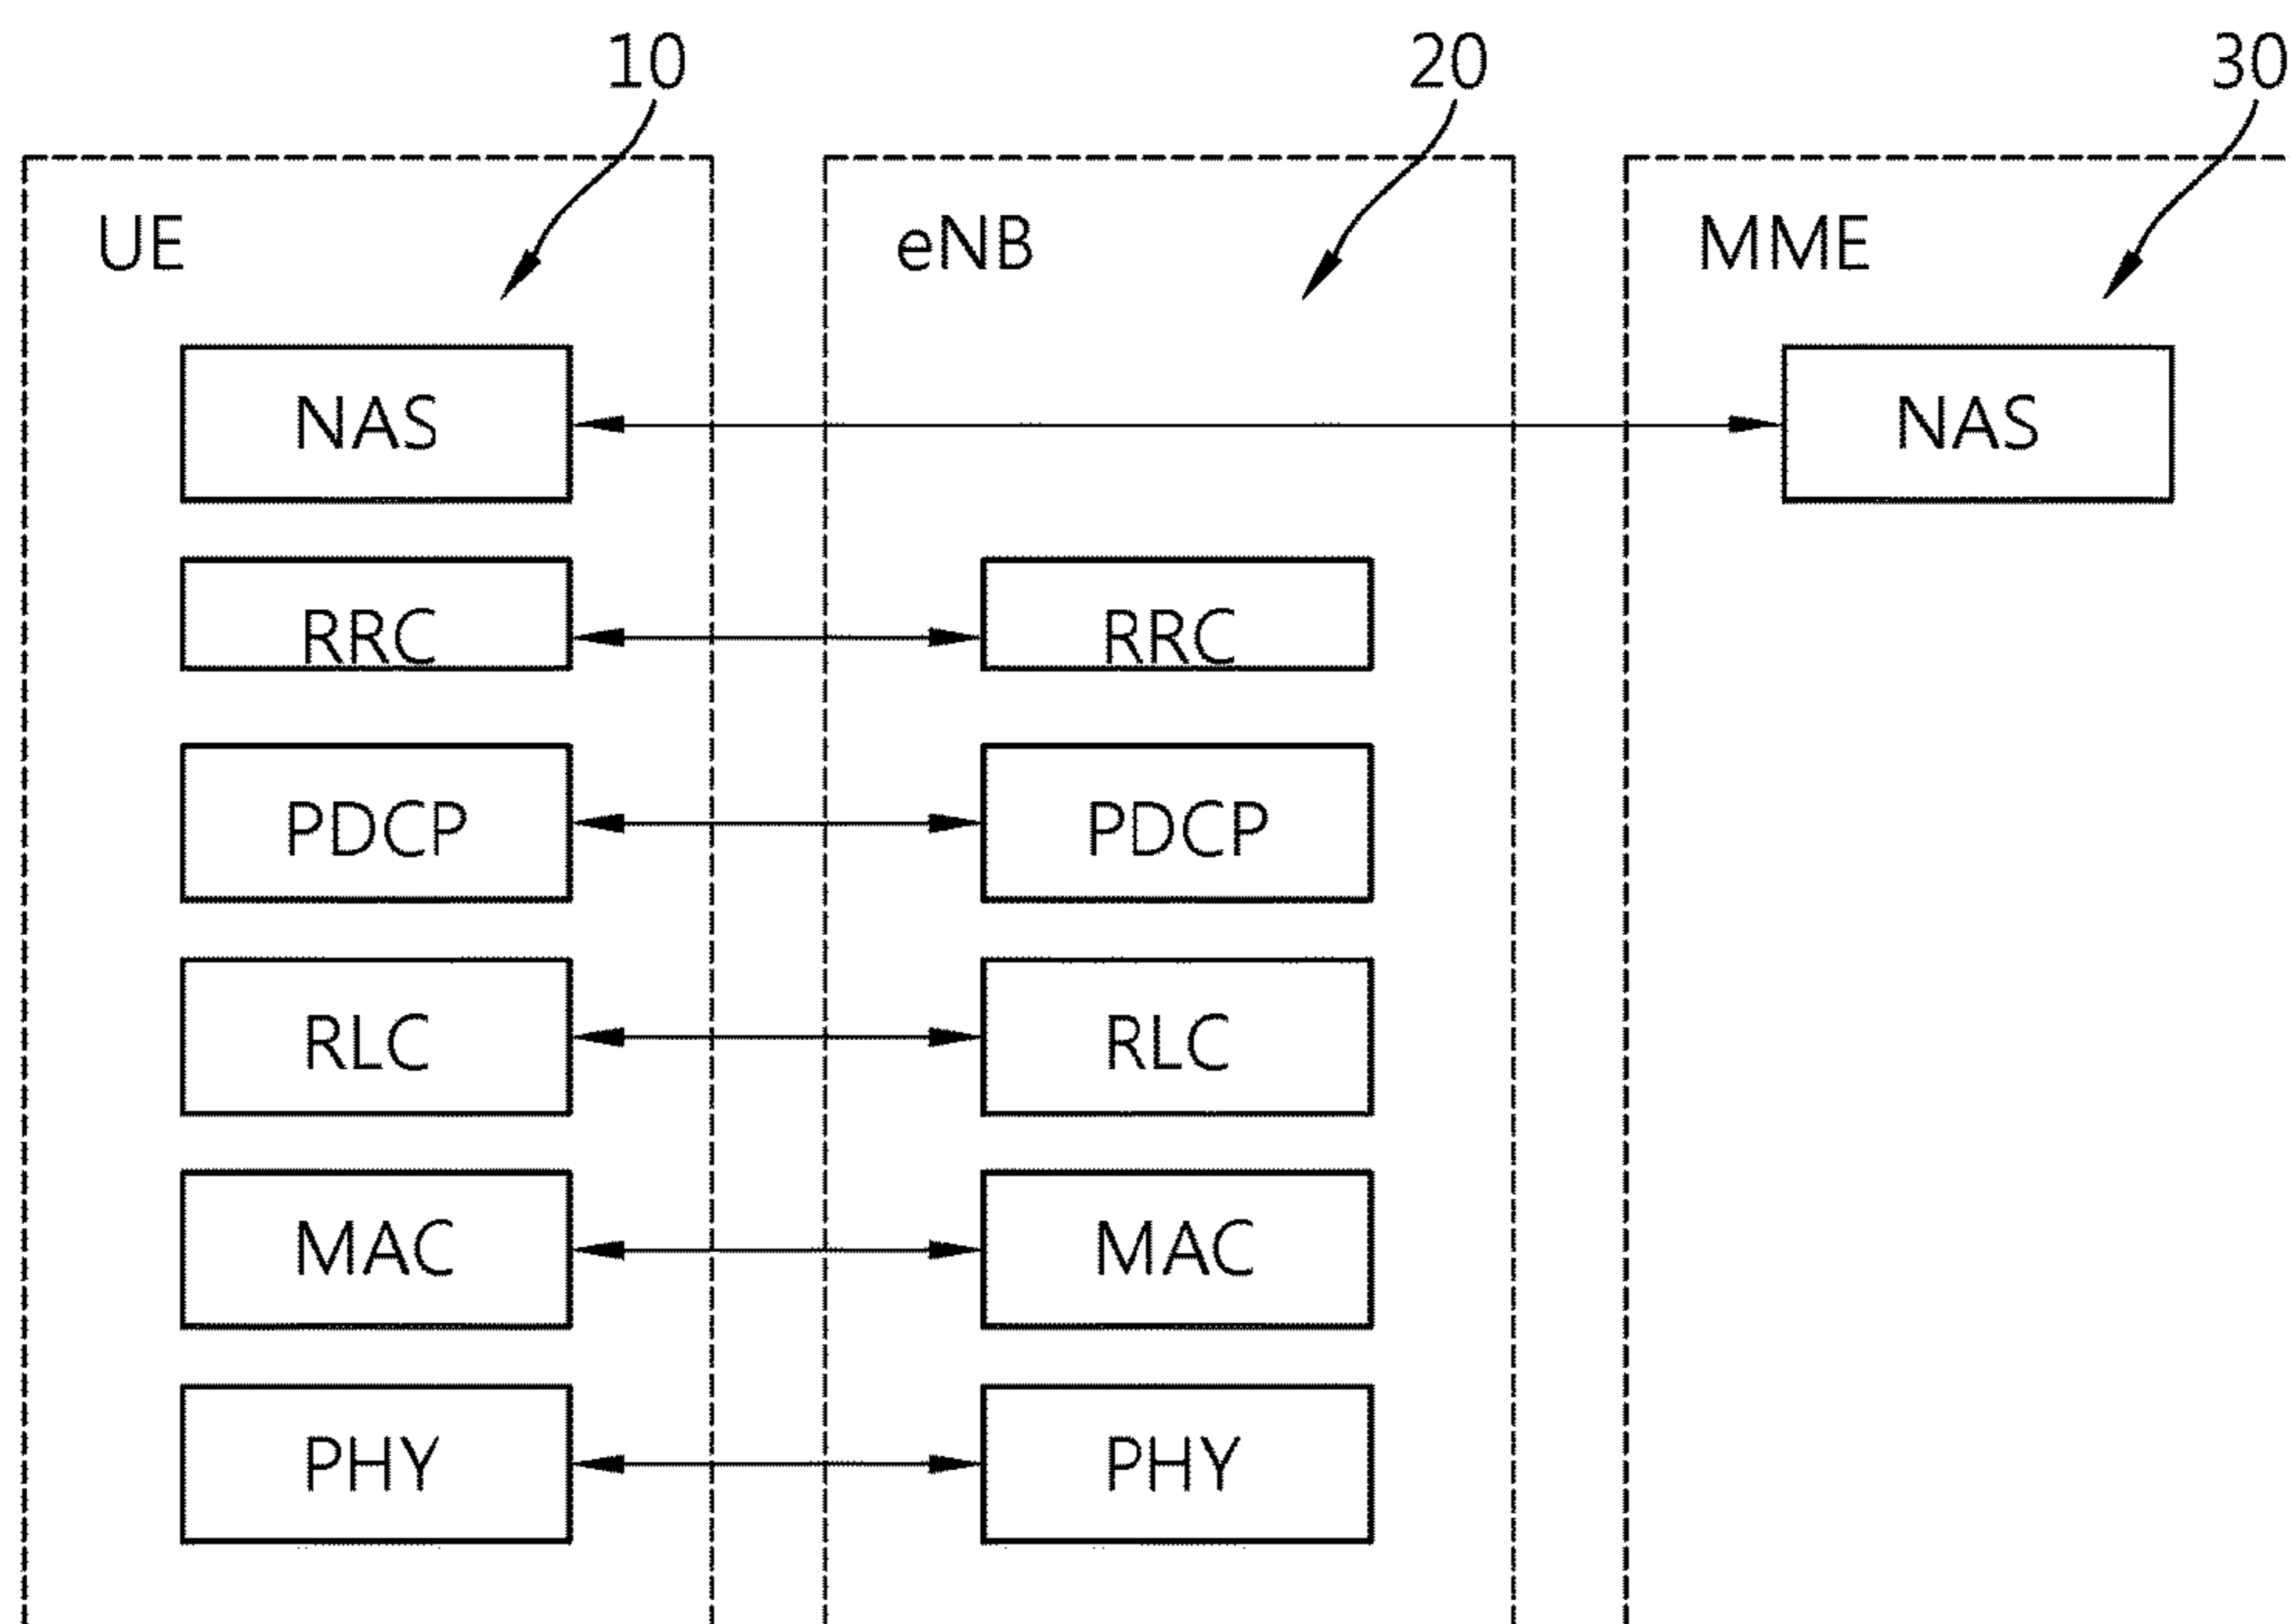 10 20 30
UE eNB MME
NAS NAS
RRC RRC
PDCP PDCP
RLC RLC
MAC MAC
PHY PHY